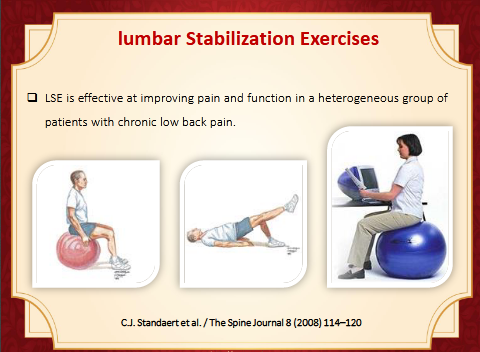 lumbar Stabilization Exercises
LSE is effective at improving pain and function in a heterogeneous group of
patients with chronic low back pain.
C.J. Standaert et al. / The Spine Journal 8 (2008) 114–120